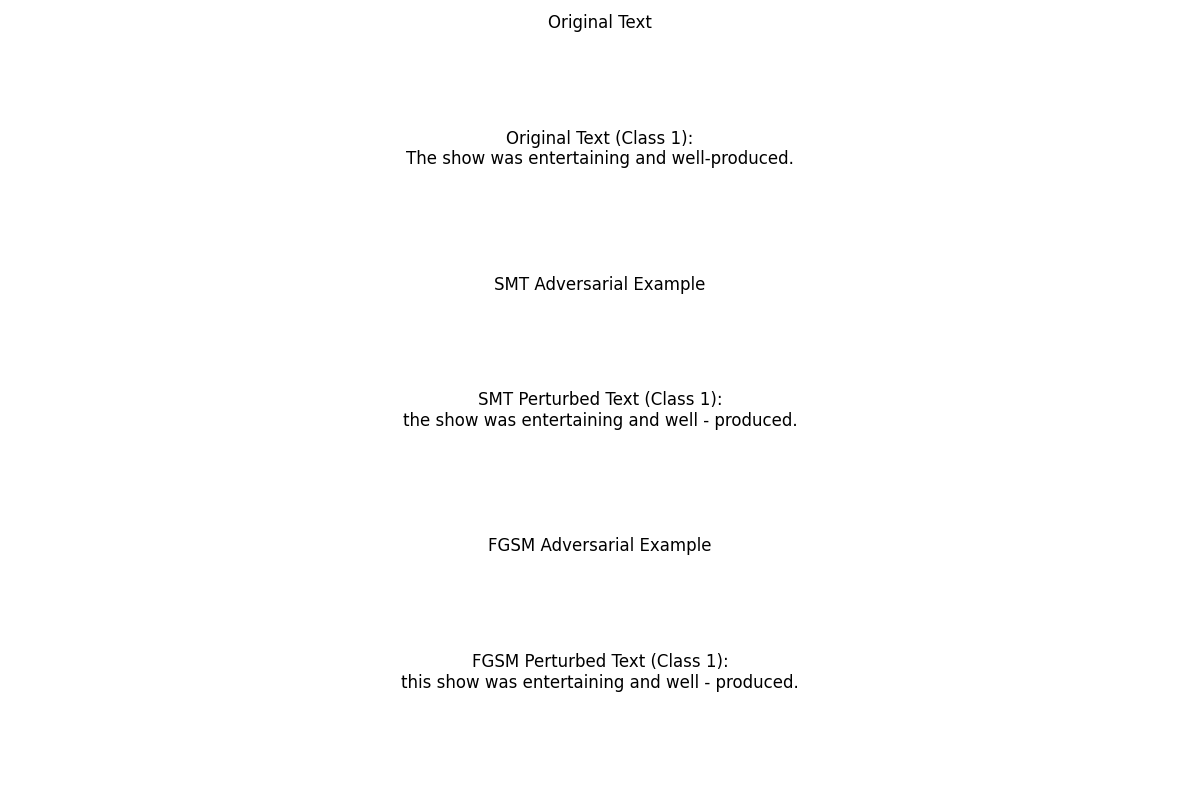 Original Text
Original Text (Class 1):
The show was entertaining and well-produced.
SMT Adversarial Example
SMT Perturbed Text (Class 1):
the show was entertaining and well - produced.
FGSM Adversarial Example
FGSM Perturbed Text (Class 1):
this show was entertaining and well - produced.